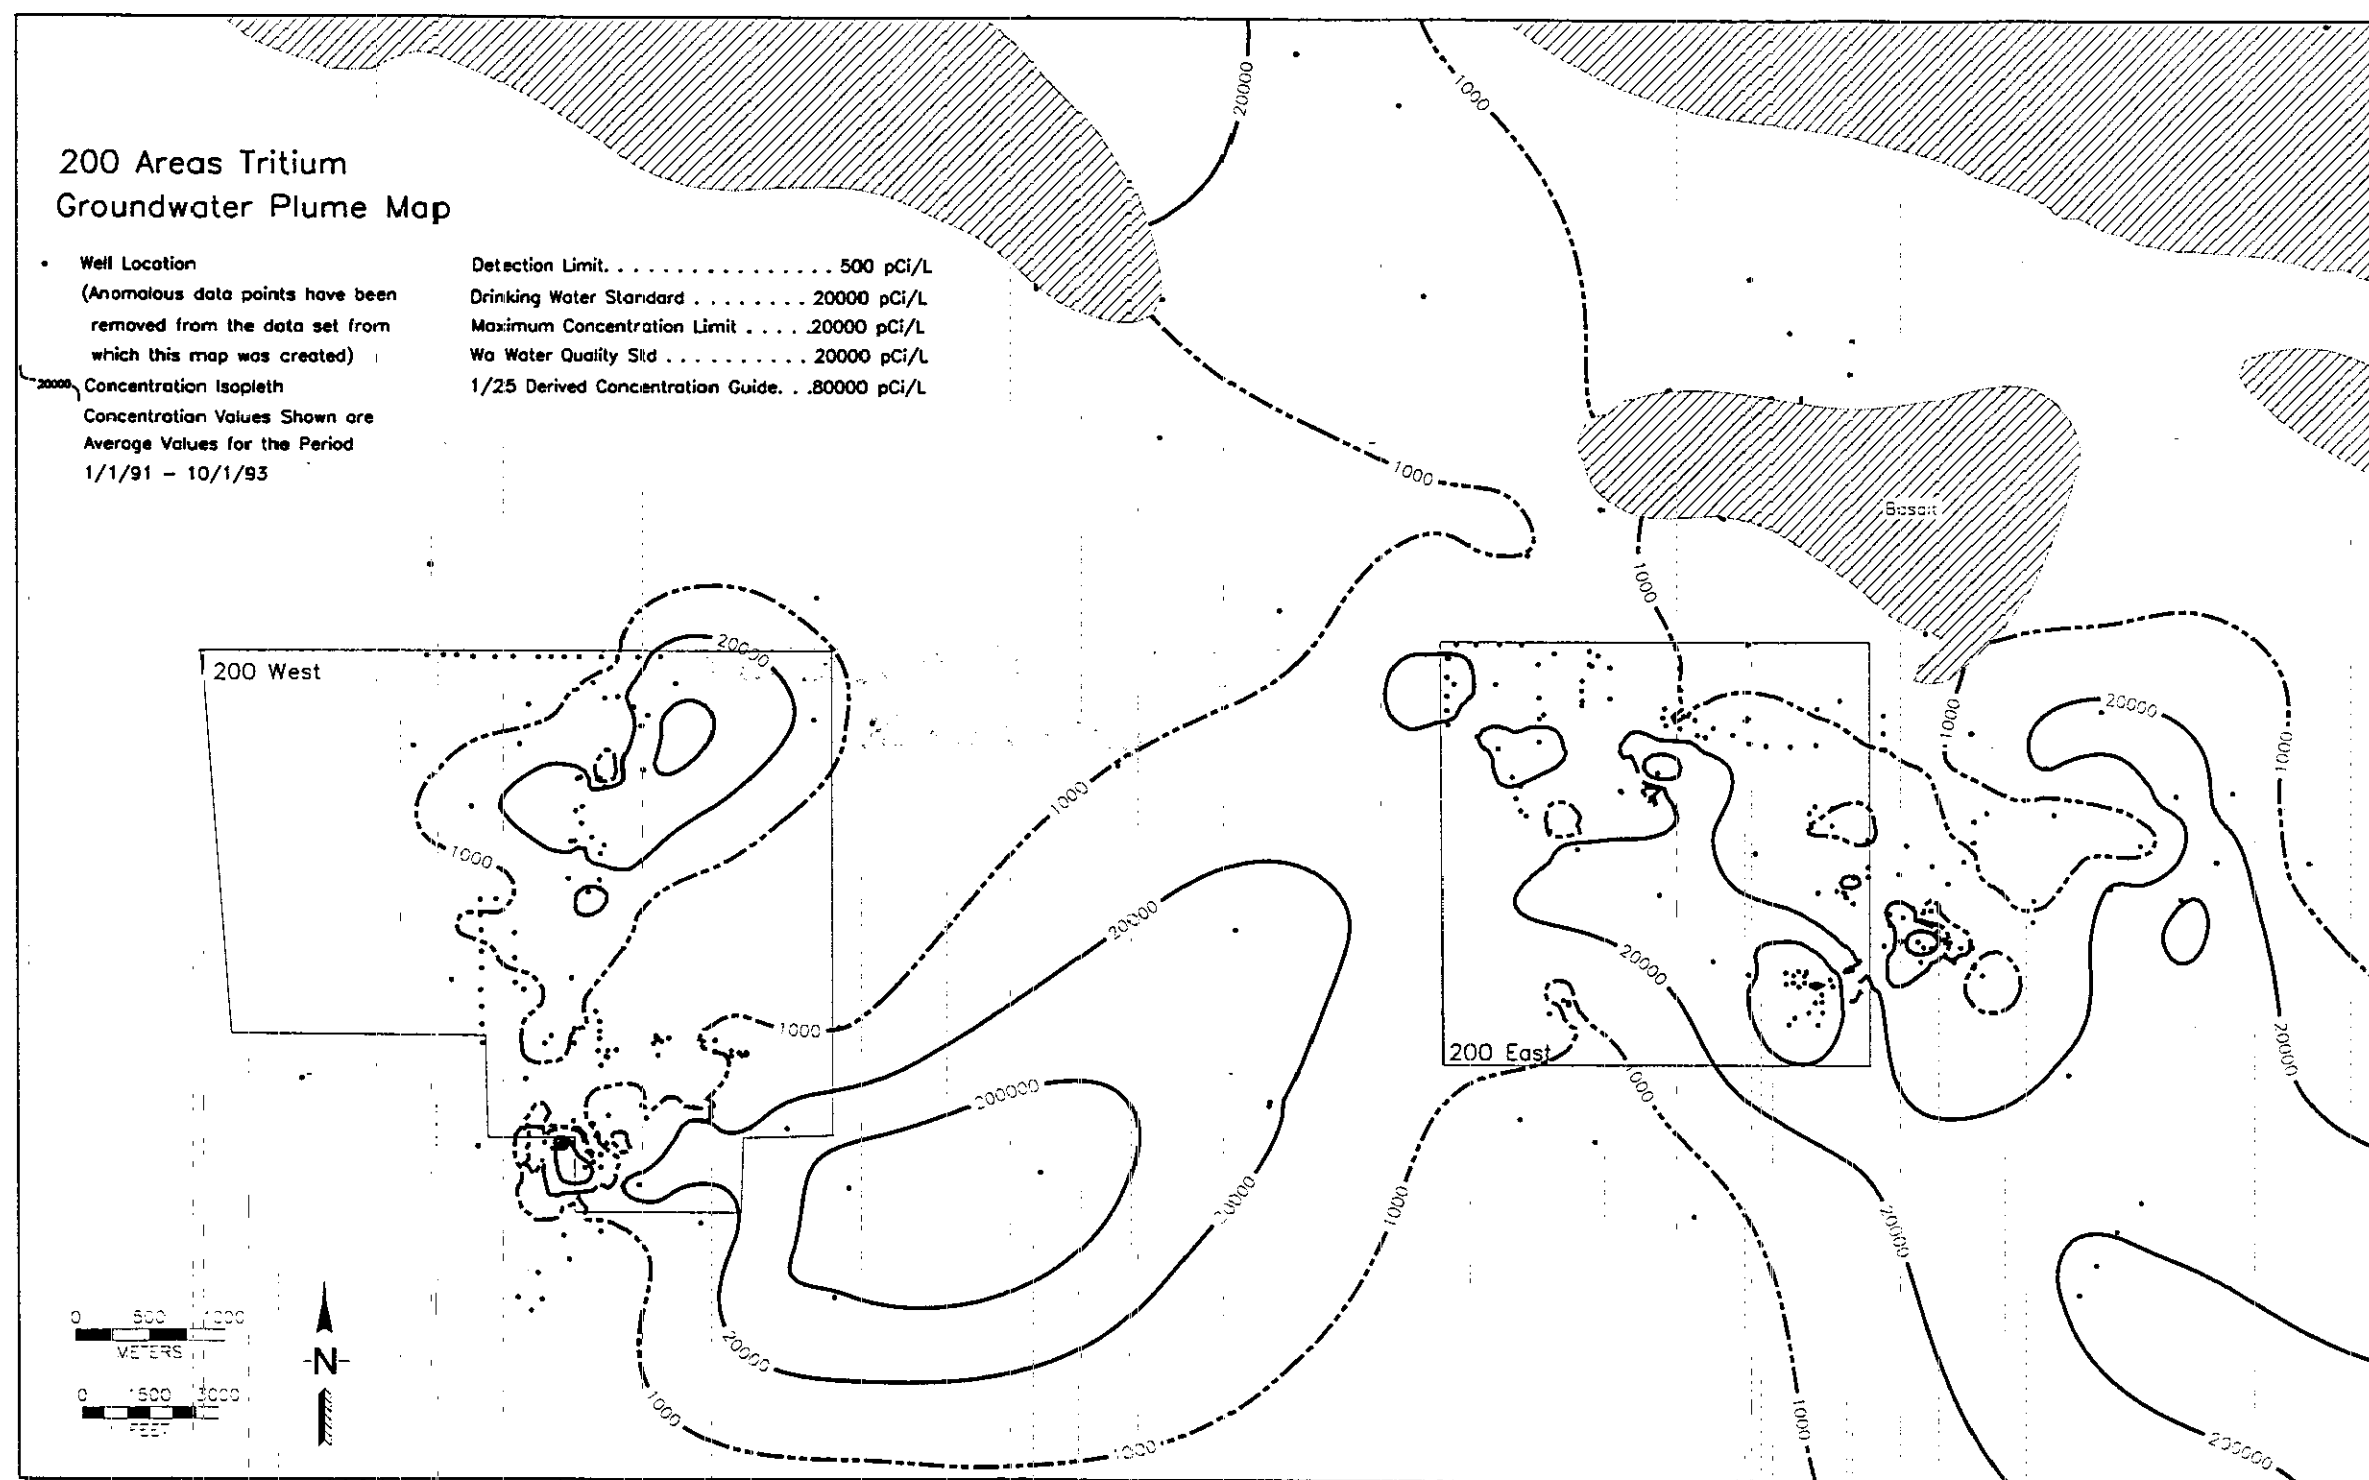 200 Areas Tritium
Groundwater Plume Map
Well Location
(Anomalous data points have been
removed from the data set from
which this map was created)
20000
Concentration Isopleth
Concentration Values Shown are
Average Values for the Period
1/1/91 - 10/1/93
Detection Limit................ 500 pCi/L
Drinking Water Standard ........ 20000 pCi/L
Maximum Concentration Limit .....20000 pCi/L
Wa Water Quality Std .......... 20000 pCi/L
1/25 Derived Concentration Guide...80000 pCi/L
20000
1000
1000
Basalt
1000
200 West
20000
20000
1000
1000
1000
1000
20000
20000
1000
200 East
200000
1000
20000
20000
1000
20000
20000
1000
1000
1000
200000
0 500 1000
METERS
0 1500 3000
FEET
N